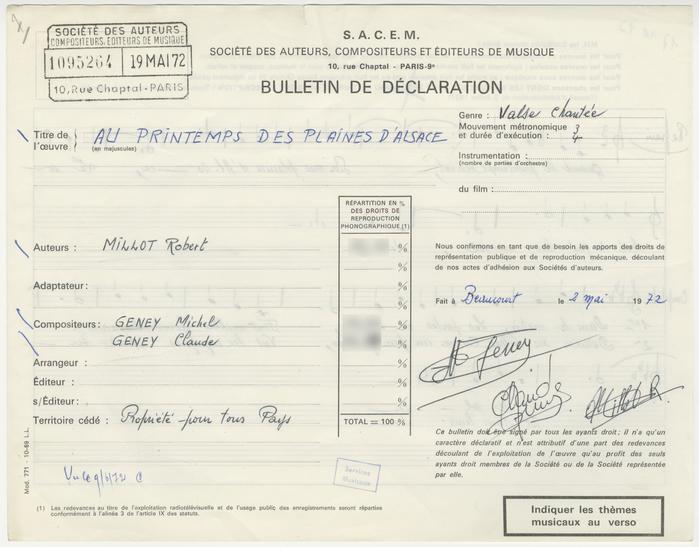 SOCIÉTÉ DES AUTEURS
COMPOSITEURS, EDITEURS DE MUSIQUE
1095264 19 MAI 72
10, Rue Chaptal - PARIS
S. A. C. E. M.
SOCIÉTÉ DES AUTEURS, COMPOSITEURS ET ÉDITEURS DE MUSIQUE
10, rue Chaptal - PARIS-9e
BULLETIN DE DÉCLARATION
Titre de l'œuvre (en majuscules) AU PRINTEMPS DES PLAINES D'ALSACE
Genre : Valse Chantée
Mouvement métronomique
et durée d'exécution : 3/4
Instrumentation :
(nombre de parties d'orchestre)
du film :
RÉPARTITION EN %
DES DROITS DE
REPRODUCTION
PHONOGRAPHIQUE (1)
Auteurs : MILLOT Robert %
%
Adaptateur : %
%
Compositeurs : GENEY Michel %
GENEY Claude %
Arrangeur : %
Éditeur : %
s/Éditeur : %
Territoire cédé : Propriété pour tous Pays
TOTAL = 100 %
Nous confirmons en tant que de besoin les apports des droits de
représentation publique et de reproduction mécanique, découlant
de nos actes d'adhésion aux Sociétés d'auteurs.
Fait à Beaucourt le 2 mai 1972
Ce bulletin doit être signé par tous les ayants droit ; il n'a qu'un
caractère déclaratif et n'est attributif d'une part des redevances
découlant de l'exploitation de l'œuvre qu'au profit des seuls
ayants droit membres de la Société ou de la Société représentée
par elle.
Services
Musicaux
Mod. 771 - 10-69 L.L.
(1) Les redevances au titre de l'exploitation radiotélévisuelle et de l'usage public des enregistrements seront réparties
conformément à l'alinéa 3 de l'article IX des statuts.
Indiquer les thèmes
musicaux au verso